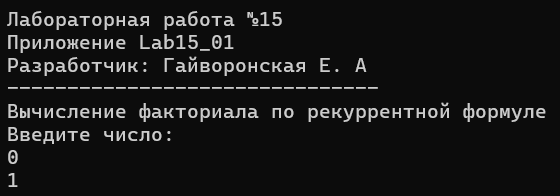 Лабораторная работа №15
Приложение Lab15_01
Разработчик: Гайворонская Е. А
-------------------------------
Вычисление факториала по рекуррентной формуле
Введите число:
0
1